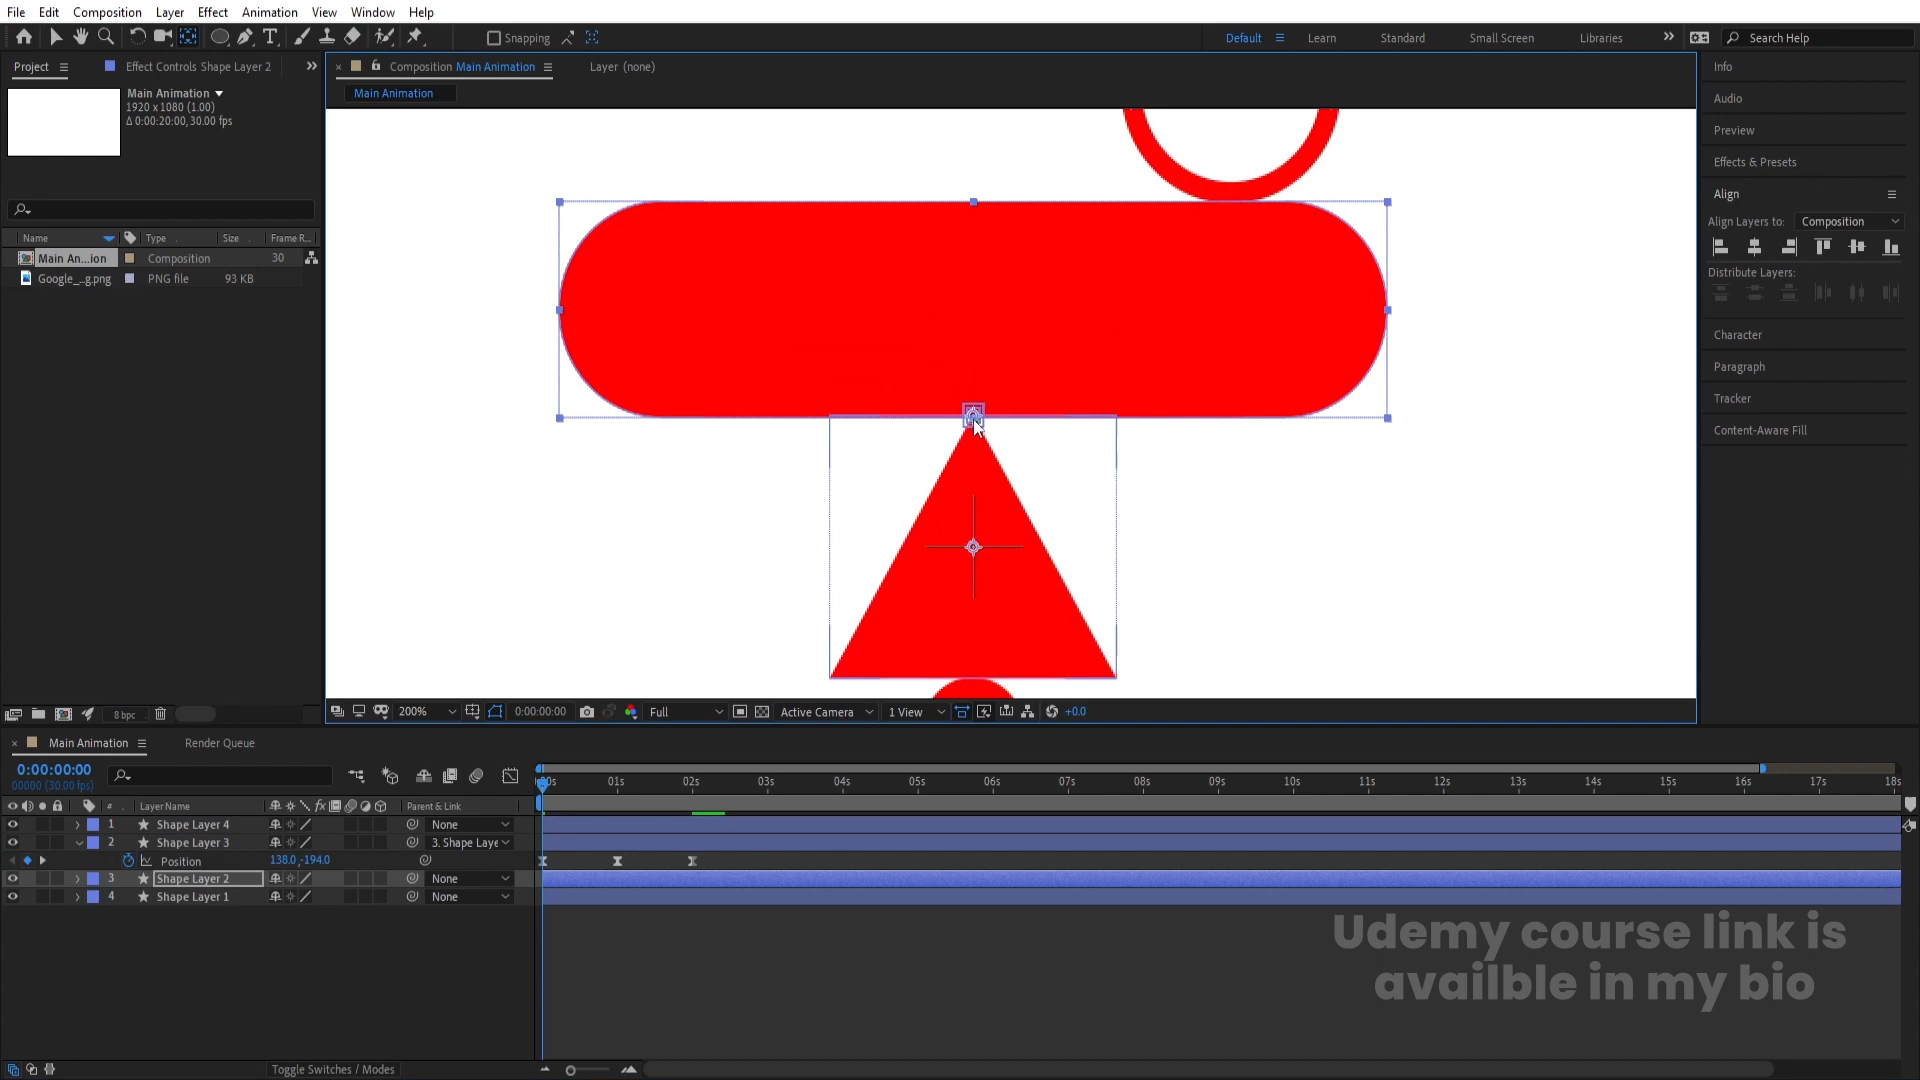 File Edit Composition Layer Effect Animation View Window Help
Snapping
Default Learn Standard Small Screen Libraries Search Help
Project Effect Controls Shape Layer 2
Composition Main Animation Layer (none)
Main Animation
Main Animation
1920 x 1080 (1.00)
Δ 0:00:20:00, 30.00 fps
Name Type Size Frame R...
Main An...ion Composition 30
Google_...g.png PNG file 93 KB
Info
Audio
Preview
Effects & Presets
Align
Align Layers to: Composition
Distribute Layers:
Character
Paragraph
Tracker
Content-Aware Fill
8 bpc
200% 0:00:00:00 Full Active Camera 1 View +0.0
Main Animation Render Queue
0:00:00:00
00000 (30.00 fps)
:00s 01s 02s 03s 04s 05s 06s 07s 08s 09s 10s 11s 12s 13s 14s 15s 16s 17s 18s
# Layer Name fx Parent & Link
1 Shape Layer 4 None
2 Shape Layer 3 3. Shape Laye
Position 138.0,-194.0
3 Shape Layer 2 None
4 Shape Layer 1 None
Udemy course link is
availble in my bio
Toggle Switches / Modes